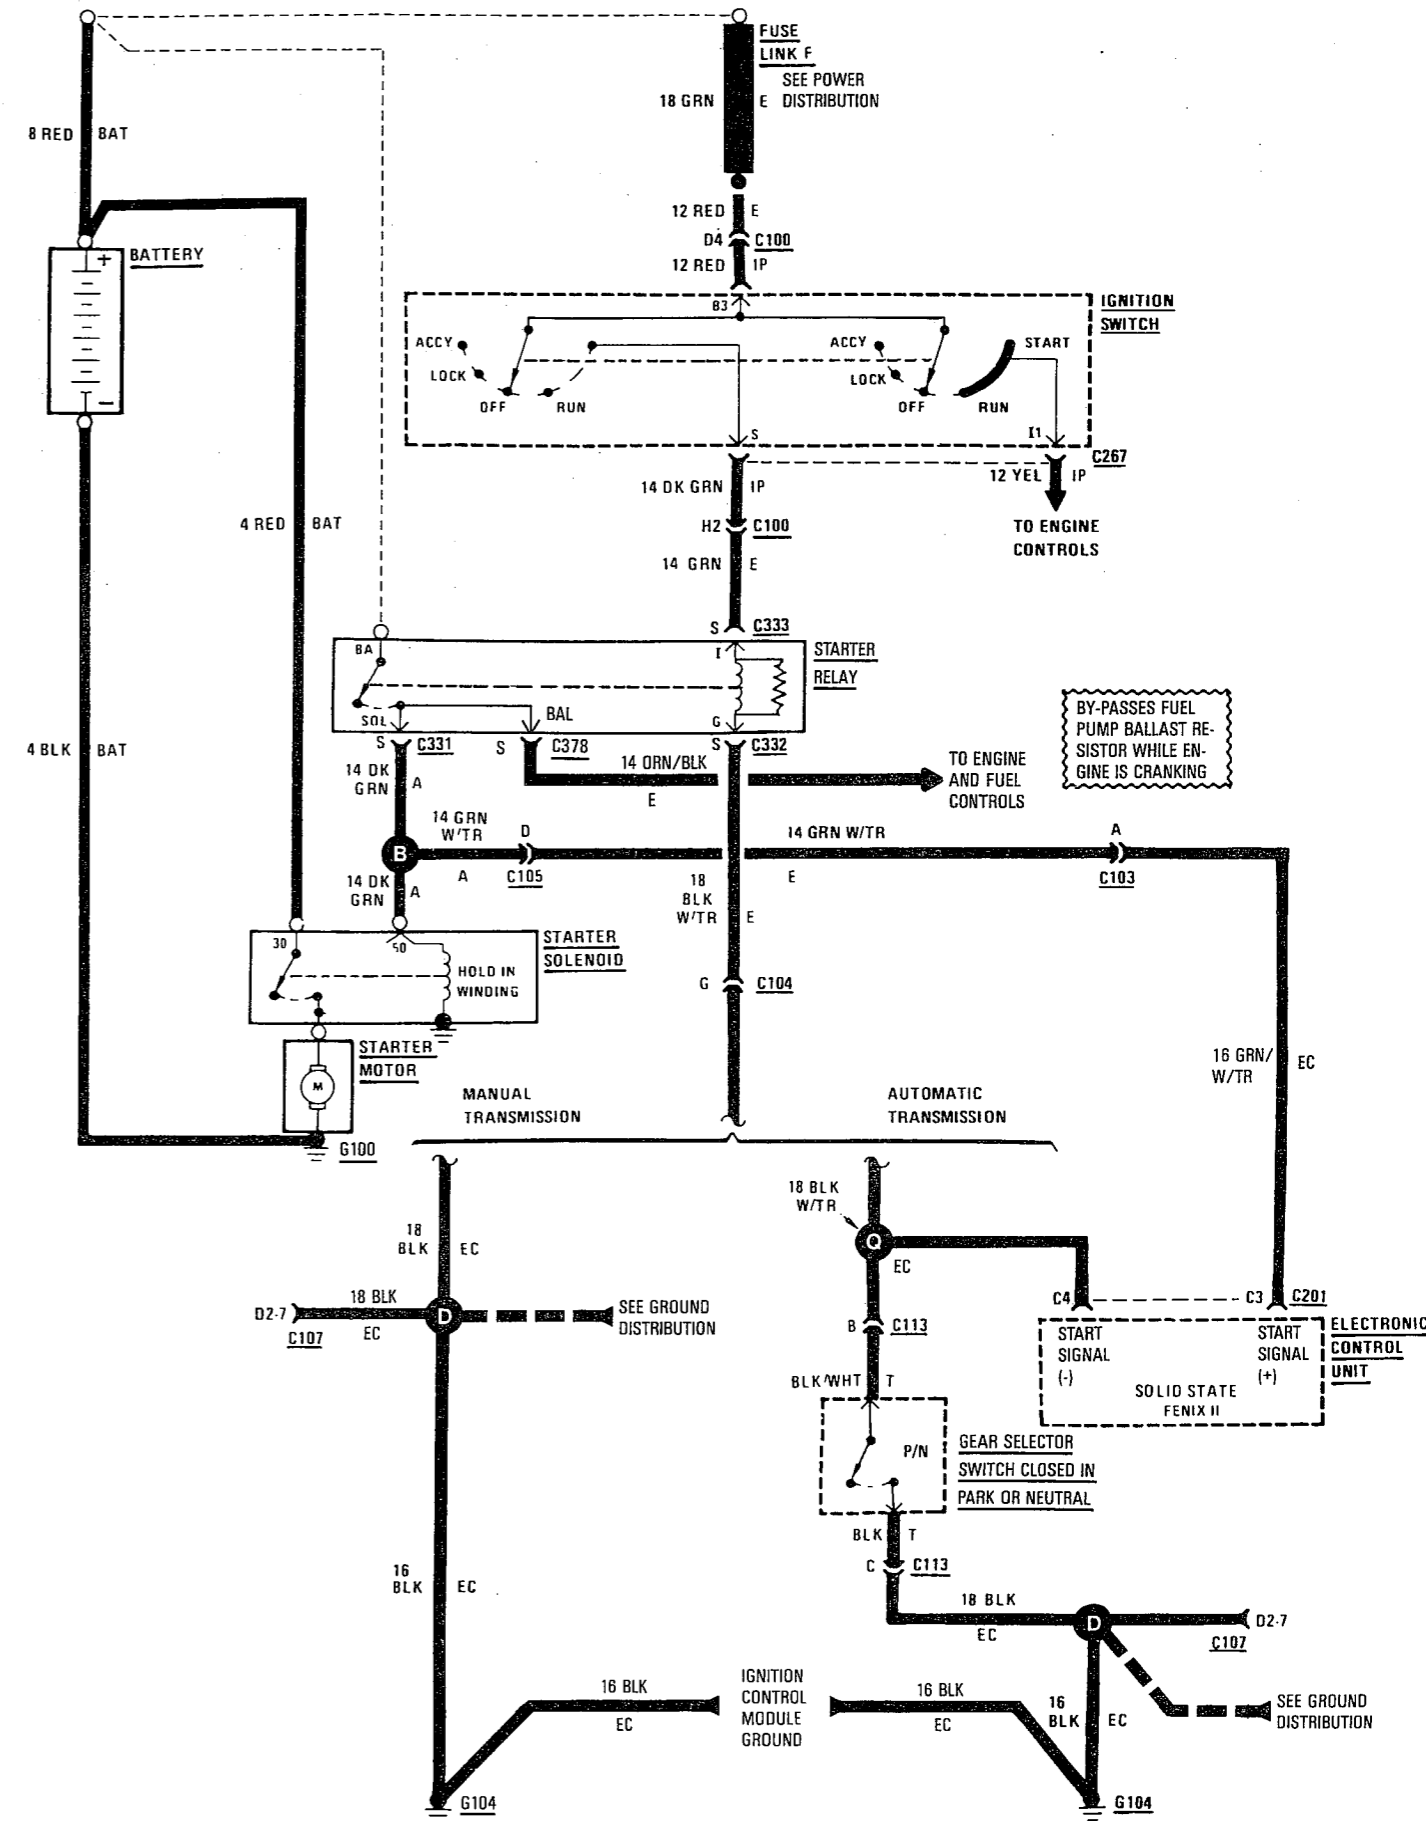 FUSE
LINK F
SEE POWER
18 GRN E DISTRIBUTION
8 RED BAT
12 RED E
D4 C100
12 RED IP
+
BATTERY
−
IGNITION
SWITCH
B3
ACCY
LOCK
OFF
RUN
ACCY
LOCK
OFF
RUN
START
S
I1
C267
14 DK GRN IP
12 YEL IP
H2 C100
TO ENGINE
CONTROLS
4 RED BAT
14 GRN E
S C333
BA
I
STARTER
RELAY
SOL
BAL
G
S C331
S C378
S C332
4 BLK BAT
BY-PASSES FUEL
PUMP BALLAST RE-
SISTOR WHILE EN-
GINE IS CRANKING
14 DK
GRN A
14 ORN/BLK
E
TO ENGINE
AND FUEL
CONTROLS
14 GRN
W/TR
D
14 GRN W/TR
A
B
A
C105
E
C103
14 DK
GRN A
18
BLK
W/TR E
30
50
STARTER
SOLENOID
HOLD IN
WINDING
G C104
STARTER
MOTOR
M
16 GRN/
W/TR EC
MANUAL
TRANSMISSION
AUTOMATIC
TRANSMISSION
G100
18 BLK
W/TR
18
BLK EC
Q
EC
C4
C3 C201
D2-7
18 BLK
D
C107
EC
SEE GROUND
DISTRIBUTION
B C113
START
SIGNAL
(-)
START
SIGNAL
(+)
SOLID STATE
FENIX II
ELECTRONIC
CONTROL
UNIT
BLK/WHT T
P/N
GEAR SELECTOR
SWITCH CLOSED IN
PARK OR NEUTRAL
BLK T
C C113
16
BLK EC
18 BLK
EC
D
D2-7
C107
16 BLK
EC
IGNITION
CONTROL
MODULE
GROUND
16 BLK
EC
16
BLK EC
SEE GROUND
DISTRIBUTION
G104
G104